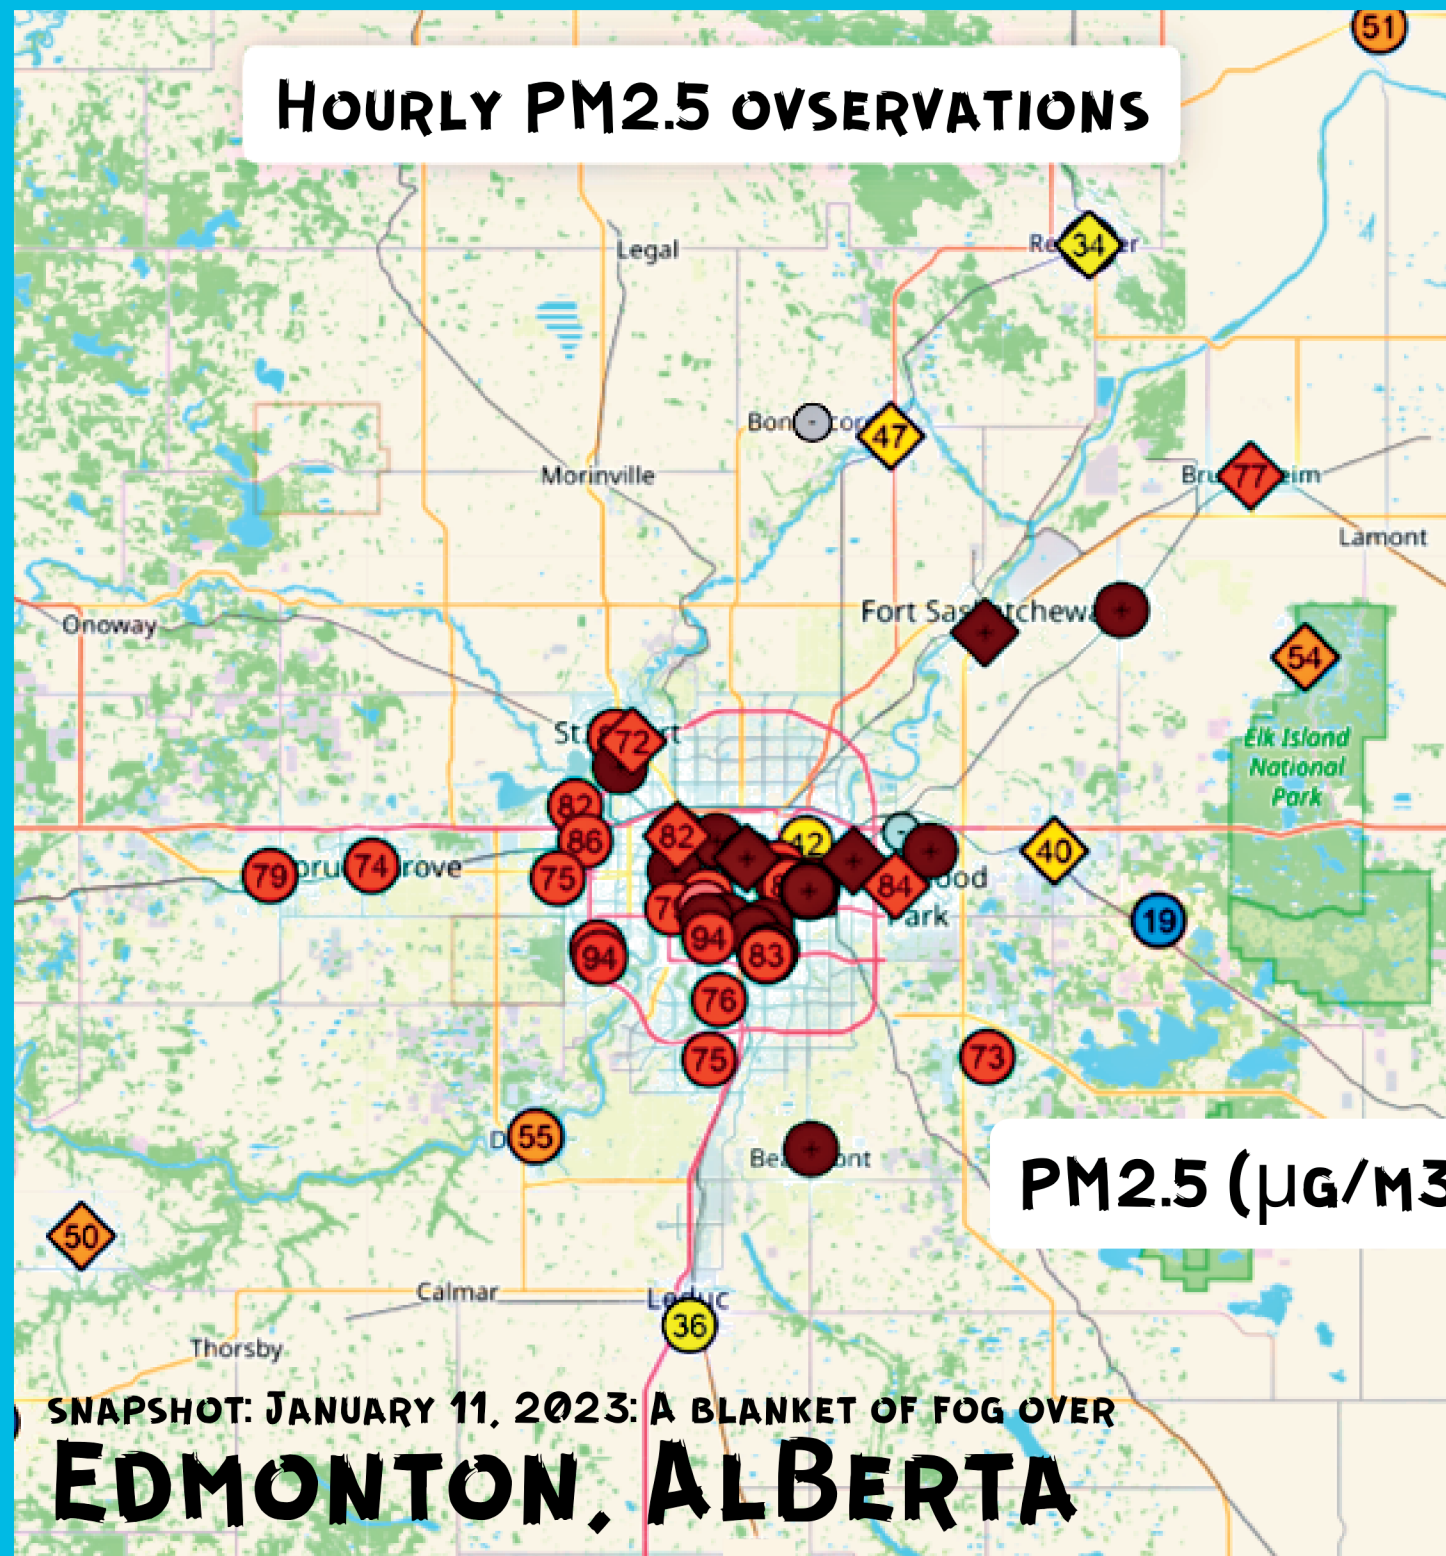 51
HOURLY PM2.5 OVSERVATIONS
34
Legal
47
77
Morinville
Lamont
Onoway
Fort
54
72
Elk Island
National
Park
82
86
82
42
79
74
75
84
Park
40
19
94
94
83
76
75
73
55
PM2.5 (µG/M3
50
Calmar
Leduc
36
Thorsby
SNAPSHOT: JANUARY 11, 2023: A BLANKET OF FOG OVER
EDMONTON, ALBERTA